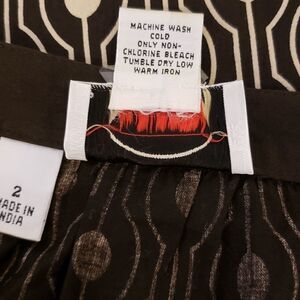 MACHINE WASH
COLD
ONLY NON-
CHLORINE BLEACH
TUMBLE DRY LOW
WARM IRON
2
MADE IN
INDIA